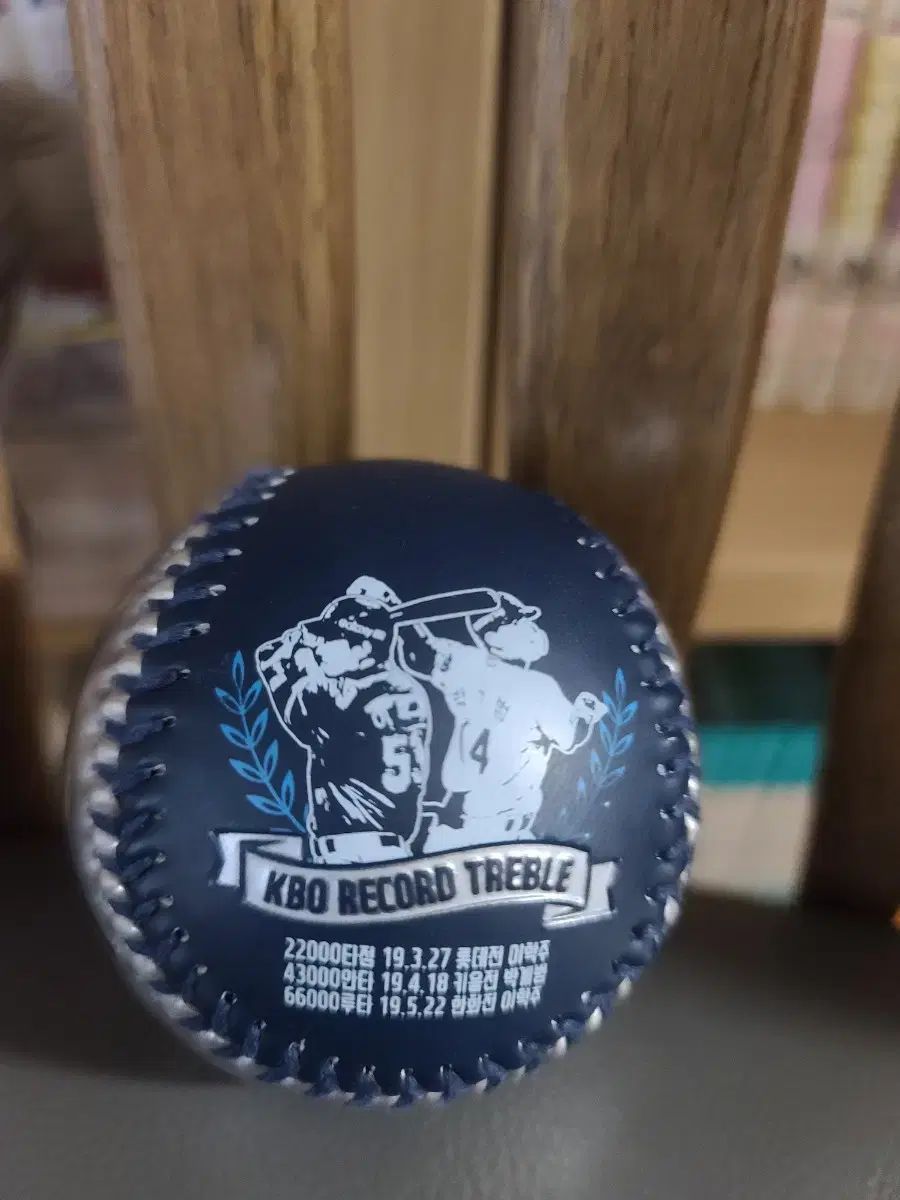 5
4
KBO RECORD TREBLE
22000타점 19.3.27 롯데전 이학주
43000안타 19.4.18 키움전 박계범
66000루타 19.5.22 한화전 이학주